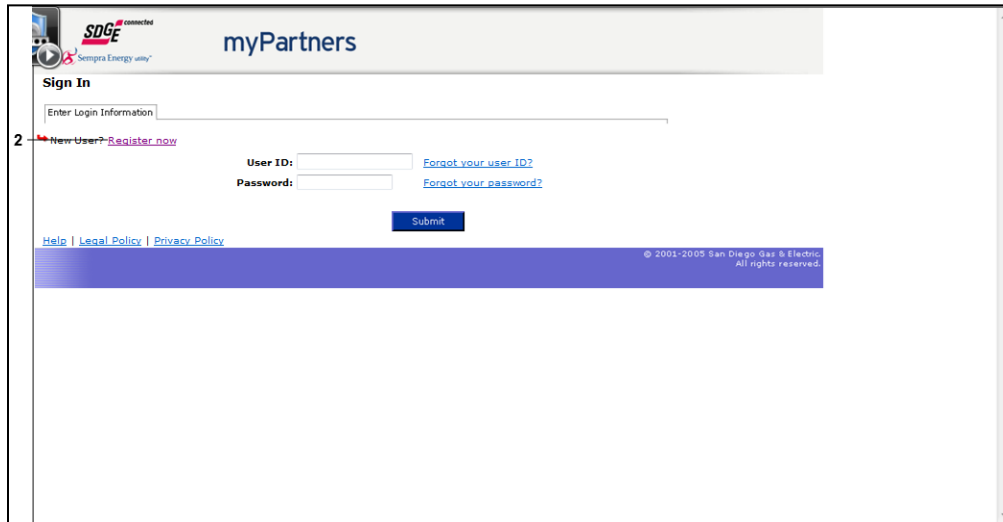 SDGE connected
Sempra Energy utility®
myPartners
Sign In
Enter Login Information
2
New User? Register now
User ID: Forgot your user ID?
Password: Forgot your password?
Submit
Help | Legal Policy | Privacy Policy
© 2001-2005 San Diego Gas & Electric.
All rights reserved.